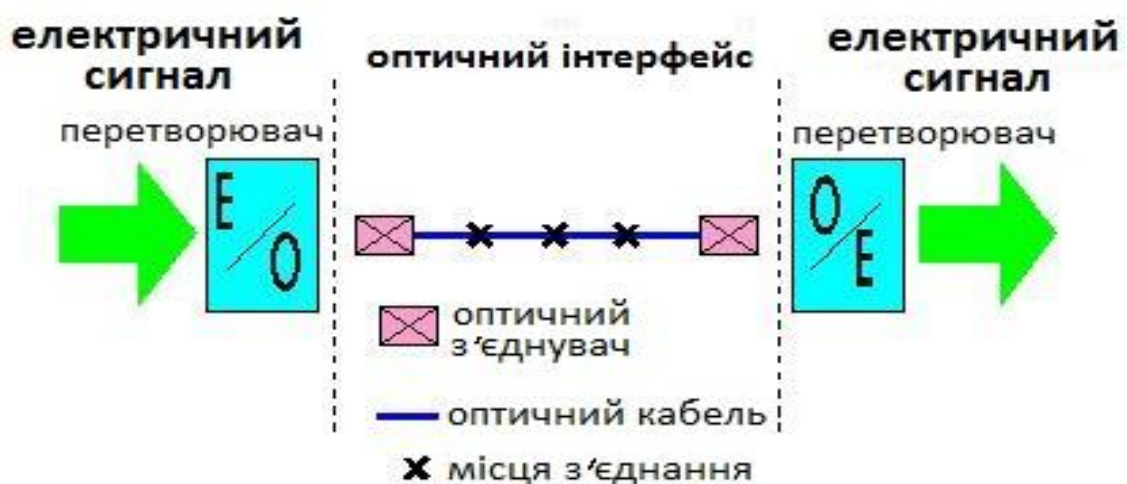 електричний
сигнал
оптичний інтерфейс
електричний
сигнал
перетворювач
перетворювач
E/O
O/E
оптичний
з'єднувач
оптичний кабель
місця з'єднання